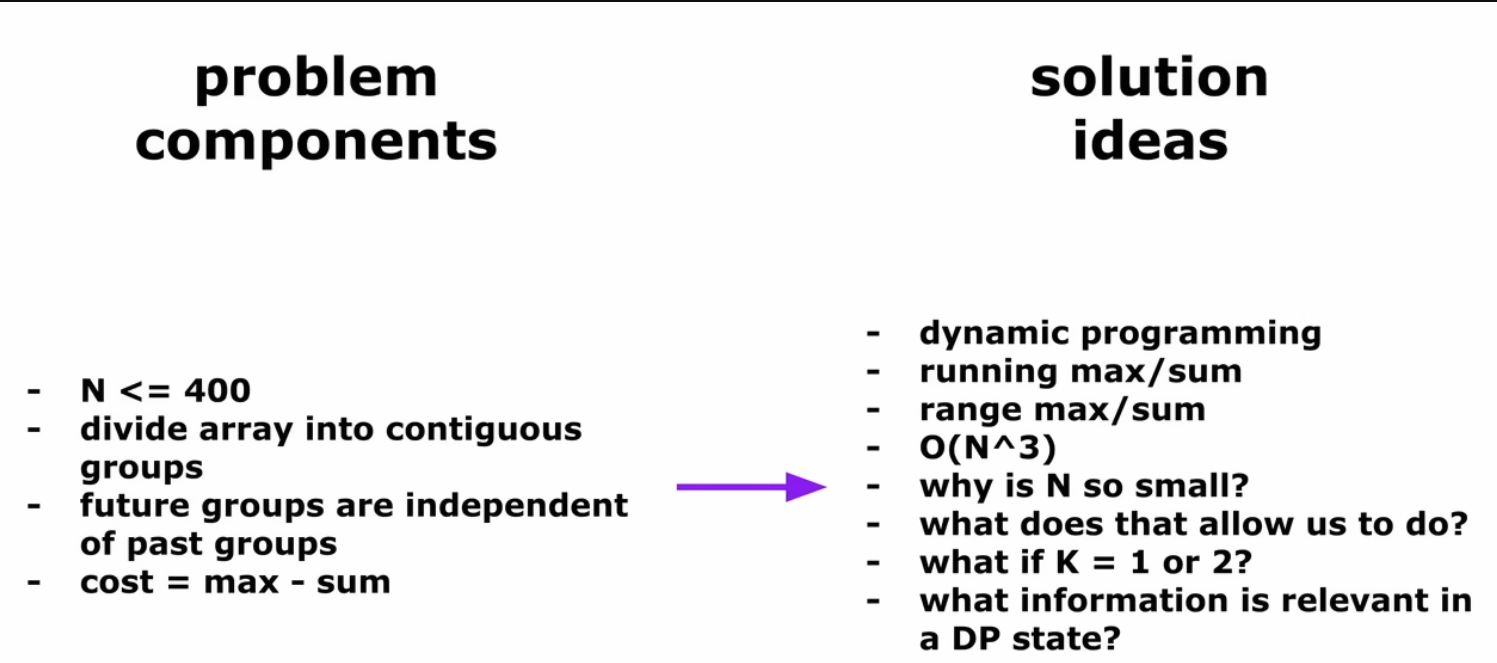 problem
components
- N <= 400
- divide array into contiguous
groups
- future groups are independent
of past groups
- cost = max - sum
solution
ideas
- dynamic programming
- running max/sum
- range max/sum
- O(N^3)
- why is N so small?
- what does that allow us to do?
- what if K = 1 or 2?
- what information is relevant in
a DP state?